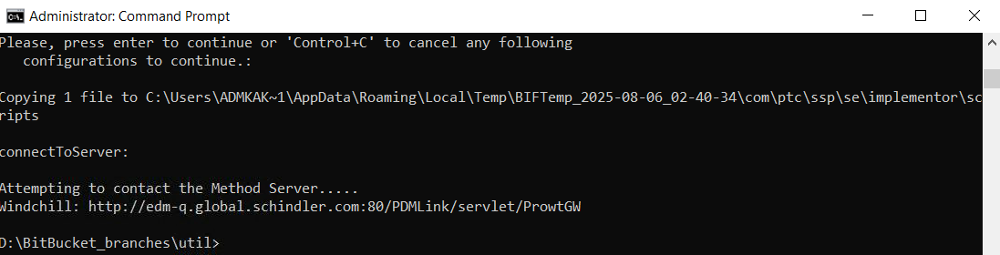 Administrator: Command Prompt
Please, press enter to continue or 'Control+C' to cancel any following
configurations to continue.:
Copying 1 file to C:\Users\ADMKAK~1\AppData\Roaming\Local\Temp\BIFTemp_2025-08-06_02-40-34\com\ptc\ssp\se\implementor\sc
ripts
connectToServer:
Attempting to contact the Method Server.....
Windchill: http://edm-q.global.schindler.com:80/PDMLink/servlet/ProwtGW
D:\BitBucket_branches\util>